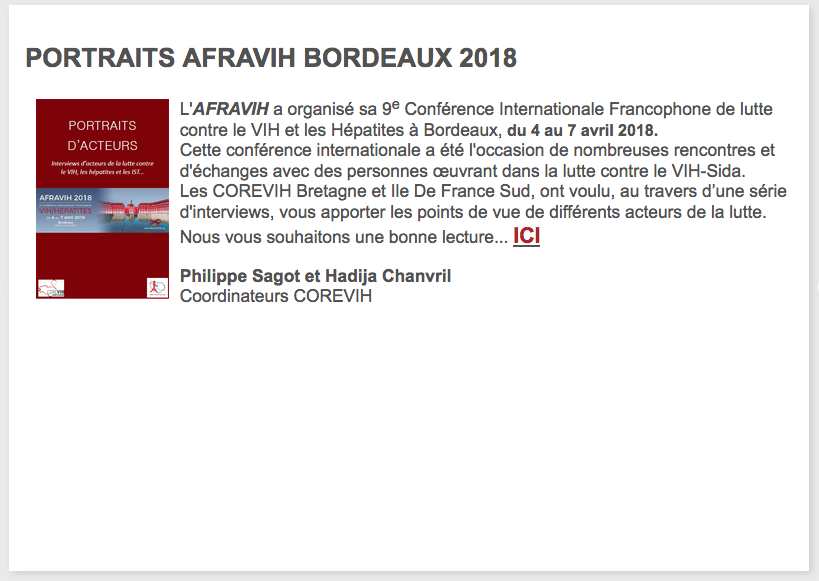 PORTRAITS AFRAVIH BORDEAUX 2018
PORTRAITS
D'ACTEURS
Interviews d'acteurs de la lutte contre
le VIH, les hépatites et les IST...
AFRAVIH 2018
VIH/HÉPATITES
L'AFRAVIH a organisé sa 9e Conférence Internationale Francophone de lutte
contre le VIH et les Hépatites à Bordeaux, du 4 au 7 avril 2018.
Cette conférence internationale a été l'occasion de nombreuses rencontres et
d'échanges avec des personnes œuvrant dans la lutte contre le VIH-Sida.
Les COREVIH Bretagne et Ile De France Sud, ont voulu, au travers d’une série
d'interviews, vous apporter les points de vue de différents acteurs de la lutte.
Nous vous souhaitons une bonne lecture... ICI
Philippe Sagot et Hadija Chanvril
Coordinateurs COREVIH